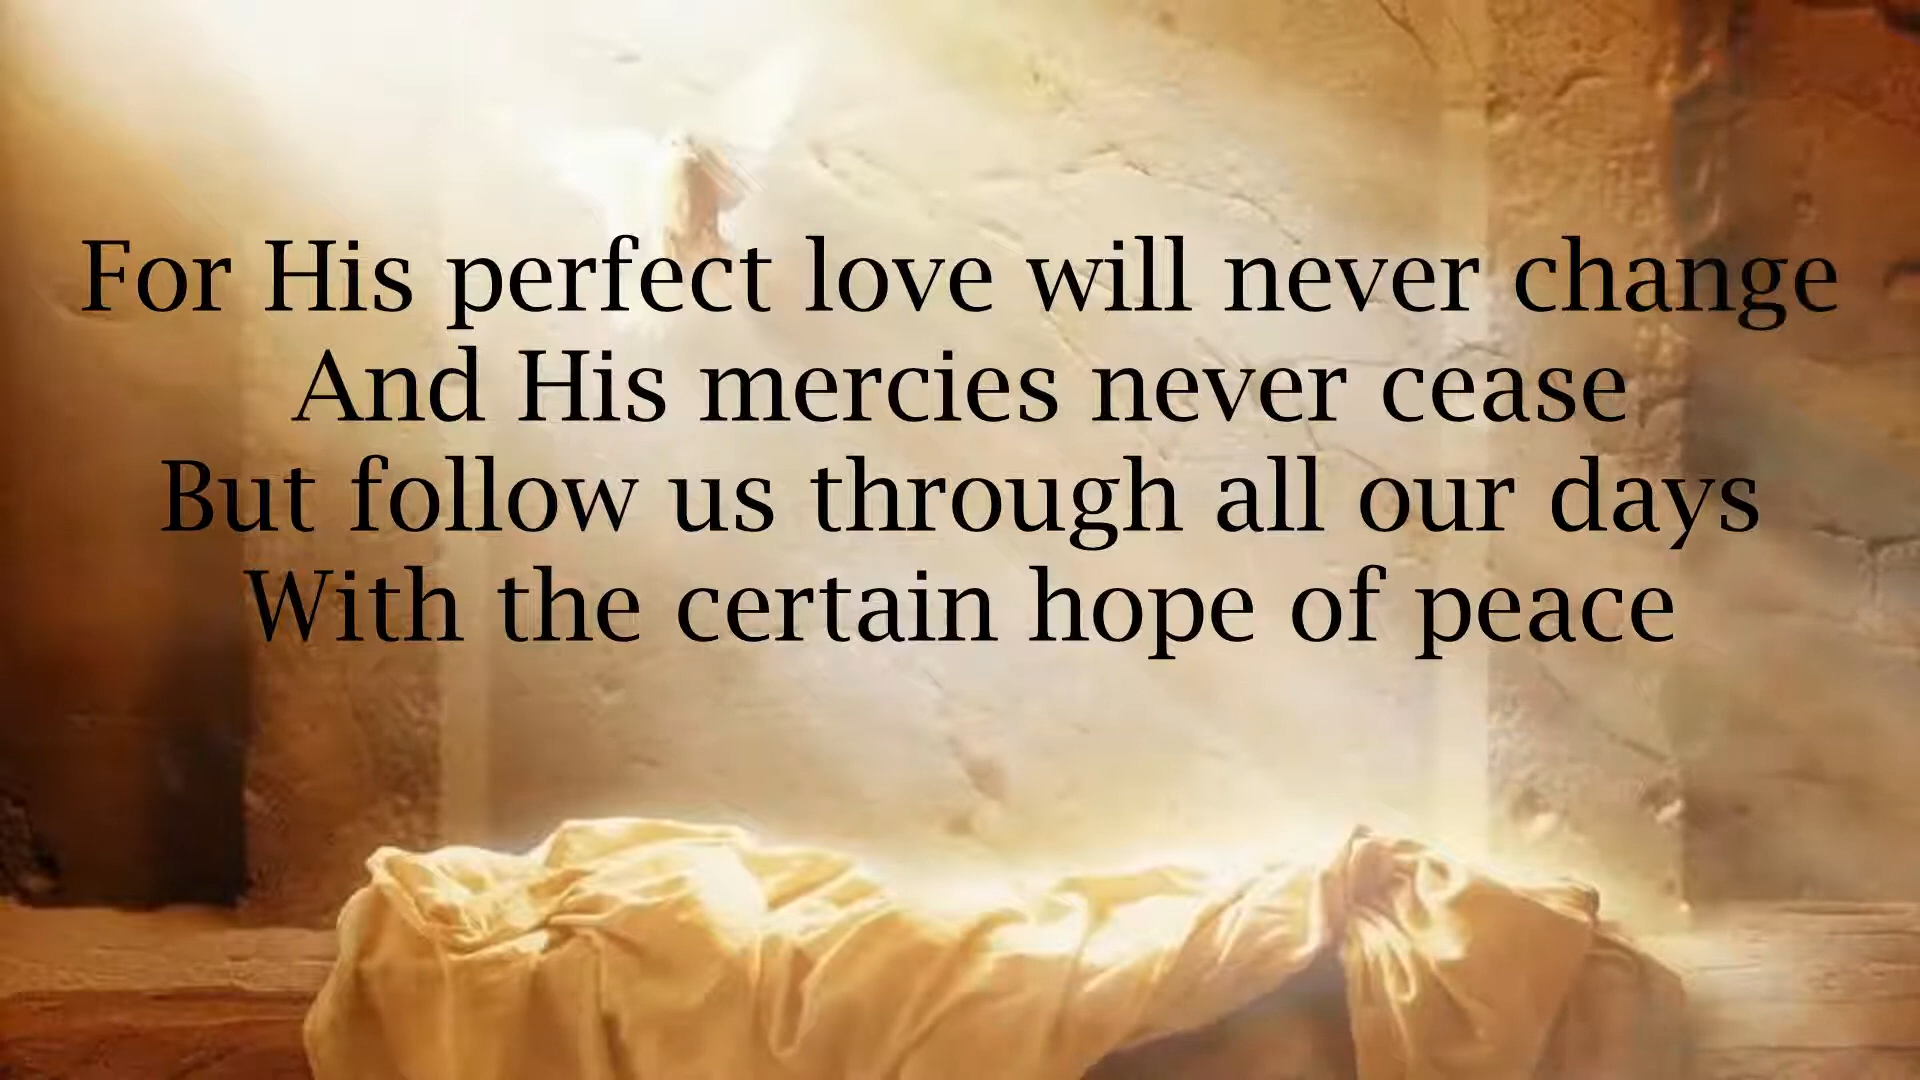 For His perfect love will never change
And His mercies never cease
But follow us through all our days
With the certain hope of peace